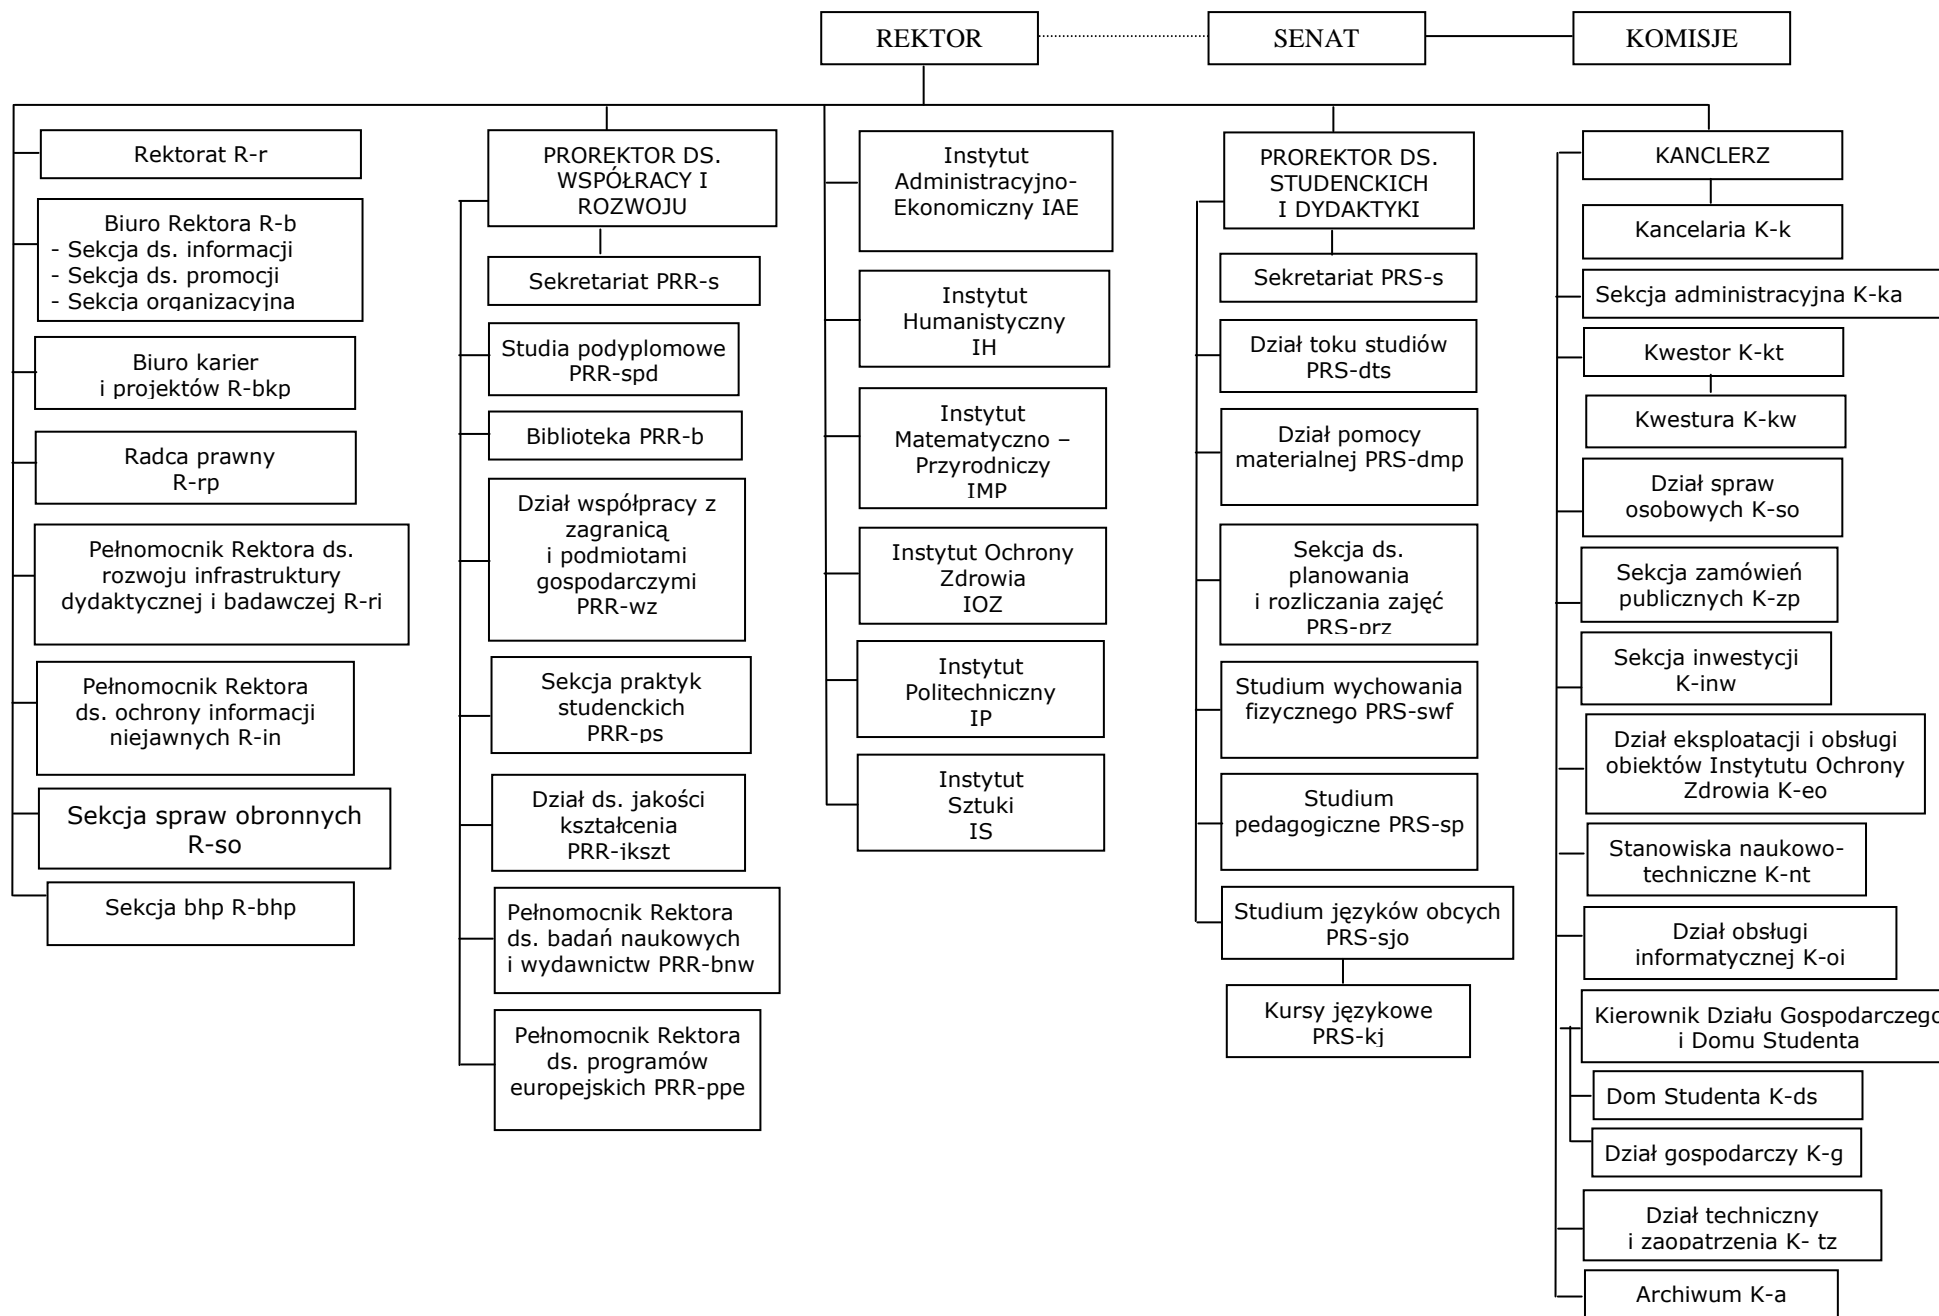 REKTOR
SENAT
KOMISJE
Rektorat R-r
Biuro Rektora R-b
- Sekcja ds. informacji
- Sekcja ds. promocji
- Sekcja organizacyjna
Biuro karier
i projektów R-bkp
Radca prawny
R-rp
Pełnomocnik Rektora ds.
rozwoju infrastruktury
dydaktycznej i badawczej R-ri
Pełnomocnik Rektora
ds. ochrony informacji
niejawnych R-in
Sekcja spraw obronnych
R-so
Sekcja bhp R-bhp
PROREKTOR DS.
WSPÓŁRACY I
ROZWOJU
Sekretariat PRR-s
Studia podyplomowe
PRR-spd
Biblioteka PRR-b
Dział współpracy z
zagranicą
i podmiotami
gospodarczymi
PRR-wz
Sekcja praktyk
studenckich
PRR-ps
Dział ds. jakości
kształcenia
PRR-jkszt
Pełnomocnik Rektora
ds. badań naukowych
i wydawnictw PRR-bnw
Pełnomocnik Rektora
ds. programów
europejskich PRR-ppe
Instytut
Administracyjno-
Ekonomiczny IAE
Instytut
Humanistyczny
IH
Instytut
Matematyczno –
Przyrodniczy
IMP
Instytut Ochrony
Zdrowia
IOZ
Instytut
Politechniczny
IP
Instytut
Sztuki
IS
PROREKTOR DS.
STUDENCKICH
I DYDAKTYKI
Sekretariat PRS-s
Dział toku studiów
PRS-dts
Dział pomocy
materialnej PRS-dmp
Sekcja ds.
planowania
i rozliczania zajęć
PRS-prz
Studium wychowania
fizycznego PRS-swf
Studium
pedagogiczne PRS-sp
Studium języków obcych
PRS-sjo
Kursy językowe
PRS-kj
KANCLERZ
Kancelaria K-k
Sekcja administracyjna K-ka
Kwestor K-kt
Kwestura K-kw
Dział spraw
osobowych K-so
Sekcja zamówień
publicznych K-zp
Sekcja inwestycji
K-inw
Dział eksploatacji i obsługi
obiektów Instytutu Ochrony
Zdrowia K-eo
Stanowiska naukowo-
techniczne K-nt
Dział obsługi
informatycznej K-oi
Kierownik Działu Gospodarczego
i Domu Studenta
Dom Studenta K-ds
Dział gospodarczy K-g
Dział techniczny
i zaopatrzenia K- tz
Archiwum K-a